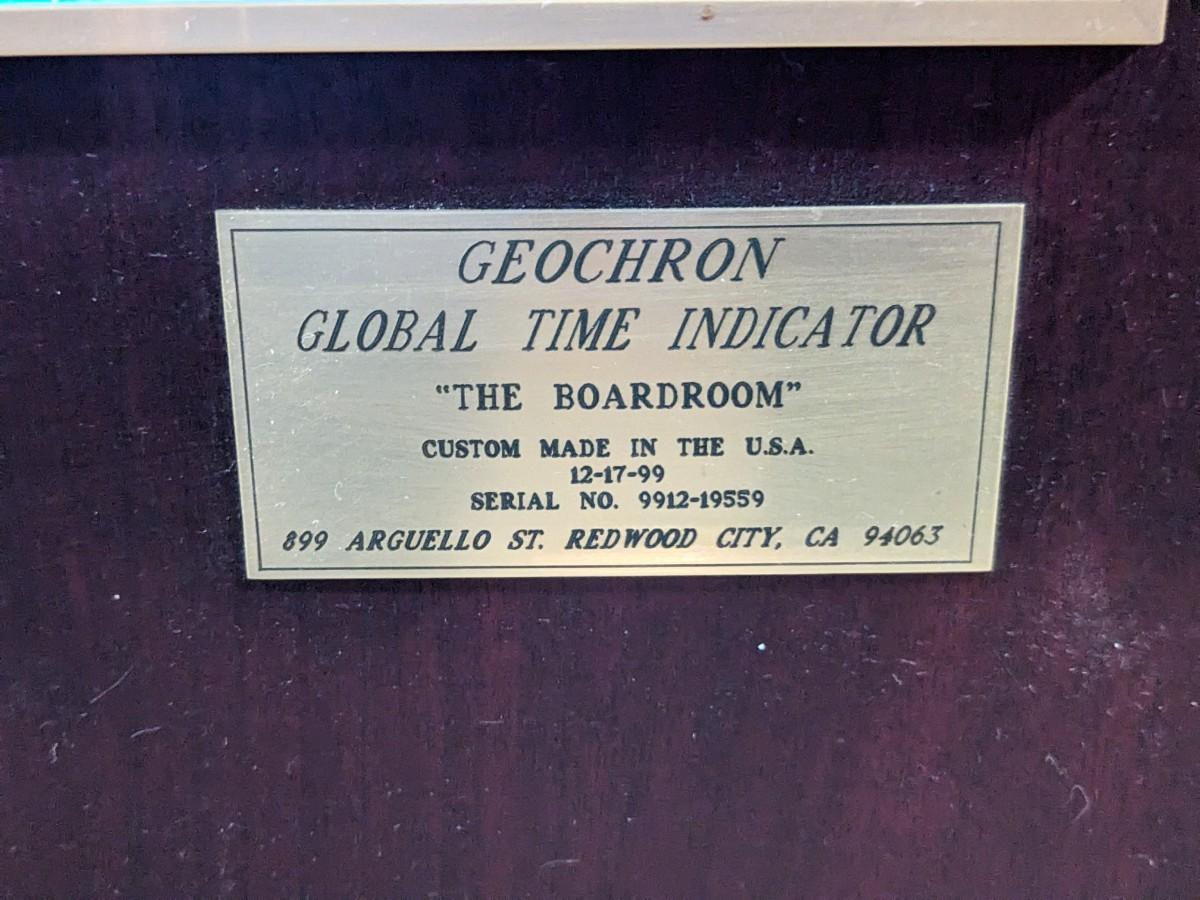 GEOCHRON
GLOBAL TIME INDICATOR
“THE BOARDROOM”
CUSTOM MADE IN THE U.S.A.
12-17-99
SERIAL NO. 9912-19559
899 ARGUELLO ST. REDWOOD CITY, CA 94063